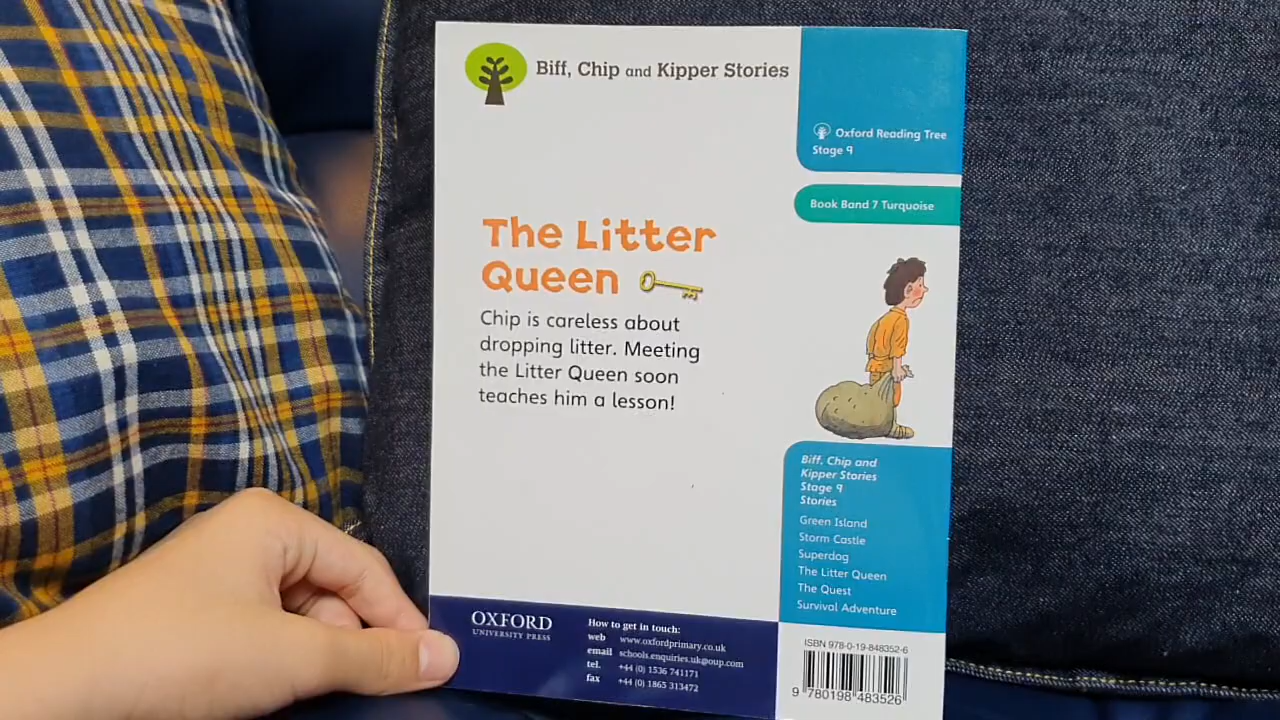 Biff, Chip and Kipper Stories
Oxford Reading Tree
Stage 9
Book Band 7 Turquoise
The Litter
Queen
Chip is careless about
dropping litter. Meeting
the Litter Queen soon
teaches him a lesson!
Biff, Chip and
Kipper Stories
Stage 9
Stories
Green Island
Storm Castle
Superdog
The Litter Queen
The Quest
Survival Adventure
OXFORD
UNIVERSITY PRESS
How to get in touch:
web www.oxfordprimary.co.uk
email schools.enquiries.uk@oup.com
tel. +44 (0) 1536 741171
fax +44 (0) 1865 313472
ISBN 978-0-19-848352-6
9 780198 483526